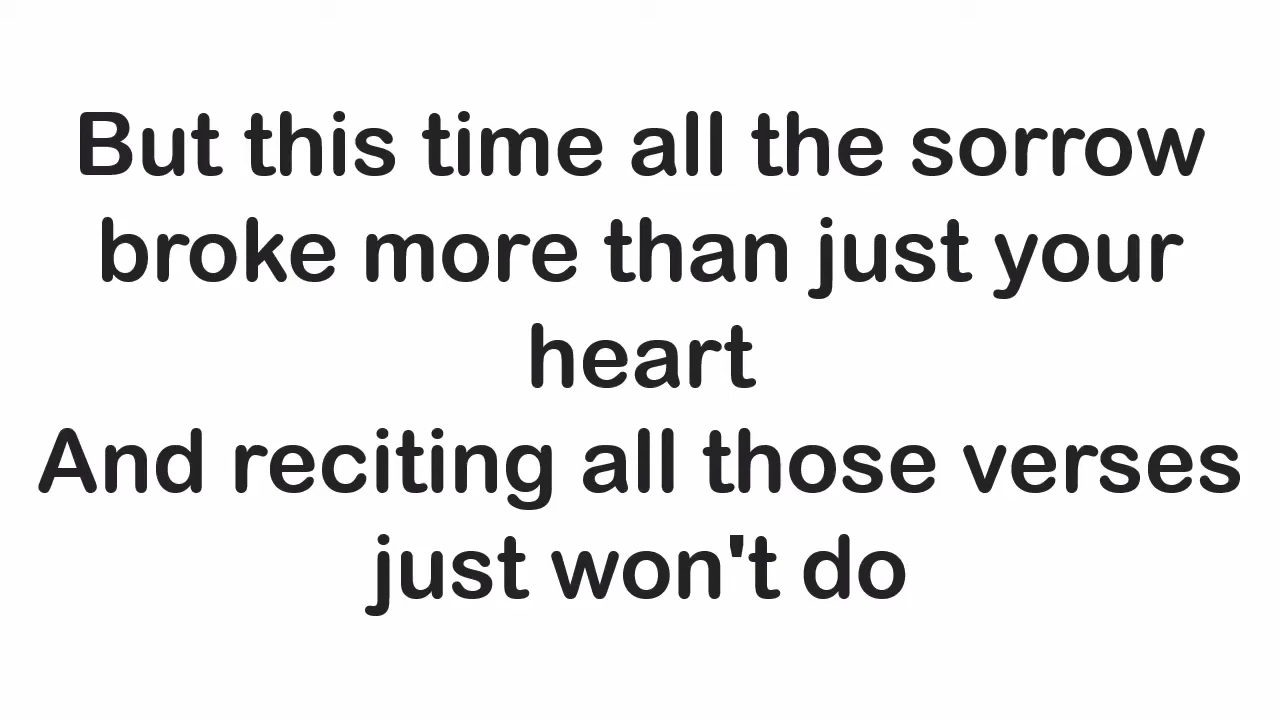 But this time all the sorrow
broke more than just your
heart
And reciting all those verses
just won't do